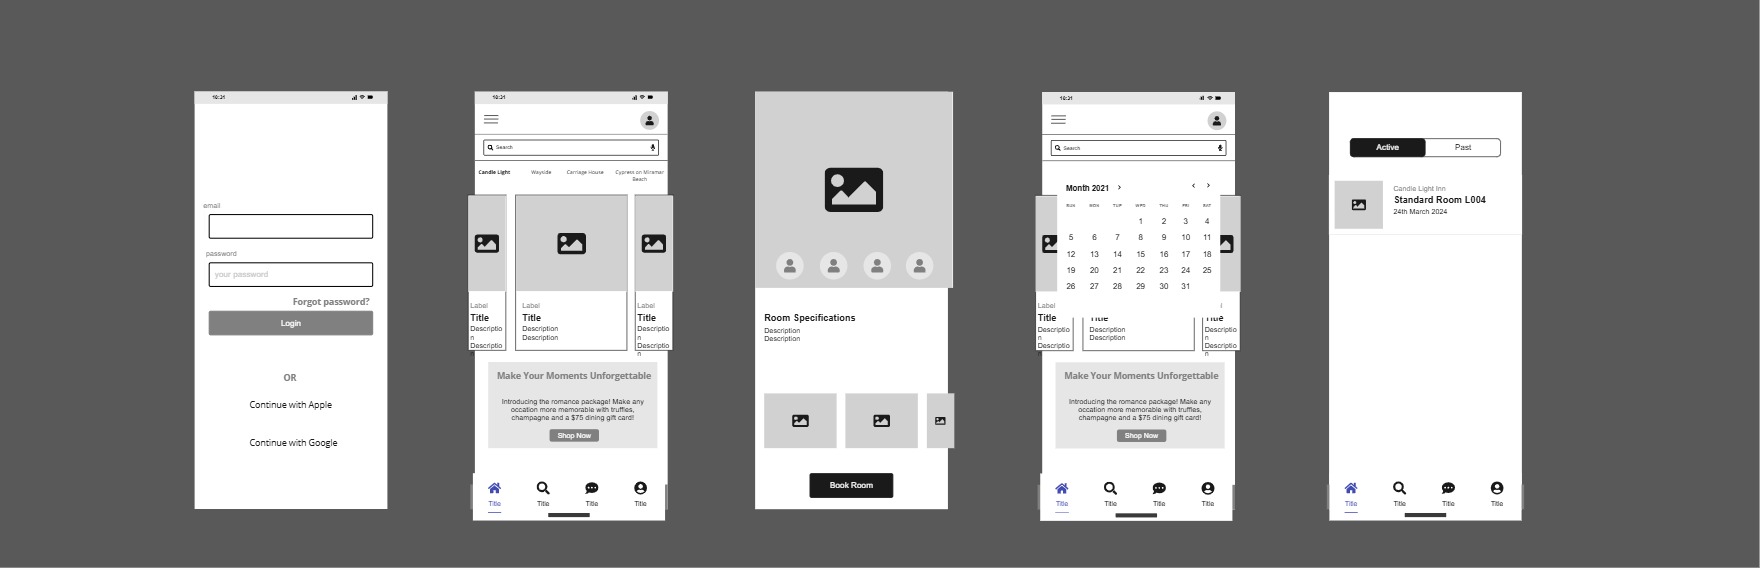 10:21
email
password
your password
Forgot password?
Login
OR
Continue with Apple
Continue with Google
10:21
Search
Candle Light
Wayside
Carriage House
Cypress on Miramar
Beach
Label
Title
Descriptio
n
Descriptio
n
Label
Title
Description
Description
Label
Title
Descriptio
n
Descriptio
n
Make Your Moments Unforgettable
Introducing the romance package! Make any
occation more memorable with truffles,
champagne and a $75 dining gift card!
Shop Now
Title
Title
Title
Title
Room Specifications
Description
Description
Book Room
10:21
Search
Month 2021
SUN MON TUE WED THU FRI SAT
1 2 3 4
5 6 7 8 9 10 11
12 13 14 15 16 17 18
19 20 21 22 23 24 25
26 27 28 29 30 31
Label
Title
Descriptio
n
Descriptio
n
Title
Description
Description
Title
Descriptio
n
Descriptio
n
Make Your Moments Unforgettable
Introducing the romance package! Make any
occation more memorable with truffles,
champagne and a $75 dining gift card!
Shop Now
Title
Title
Title
Title
Active
Past
Candle Light Inn
Standard Room L004
24th March 2024
Title
Title
Title
Title